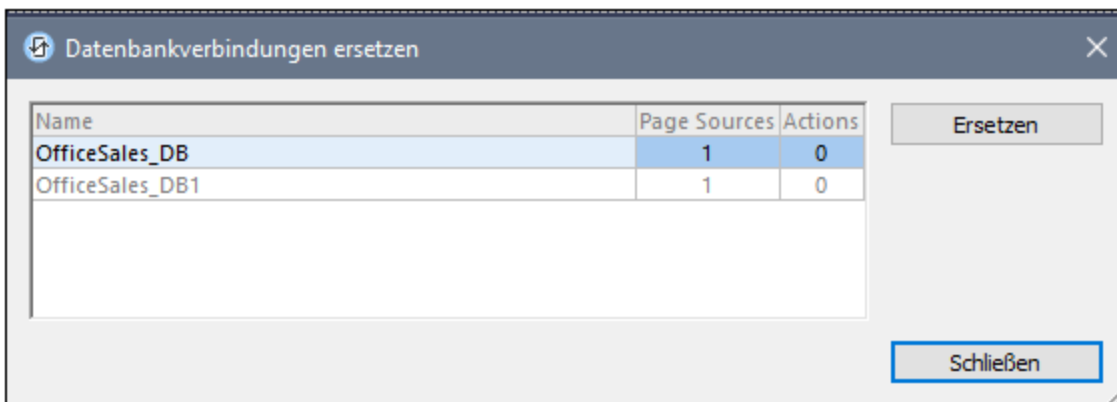 Datenbankverbindungen ersetzen
Name Page Sources Actions
Ersetzen
OfficeSales_DB 1 0
OfficeSales_DB1 1 0
Schließen